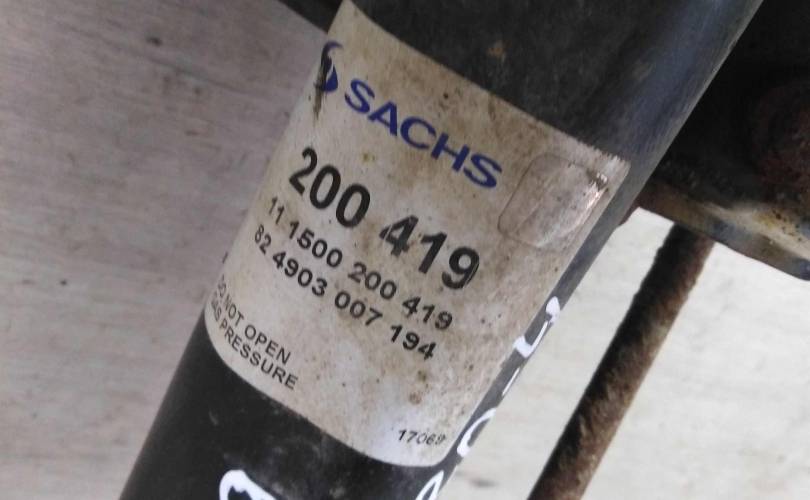 SACHS
200 419
11 1500 200 419
82 4903 007 194
DO NOT OPEN
GAS PRESSURE
17069